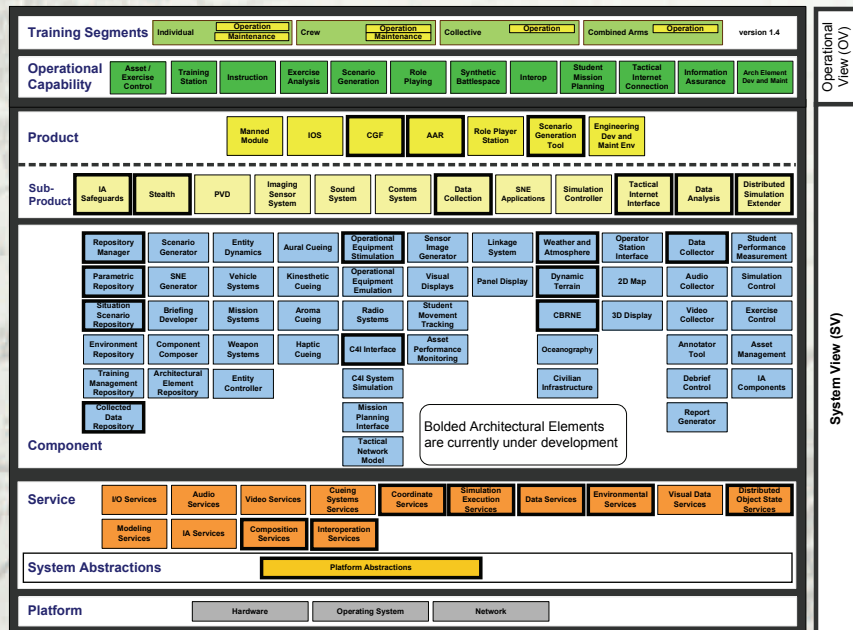 Training Segments
Individual
Operation
Maintenance
Crew
Operation
Maintenance
Collective
Operation
Combined Arms
Operation
version 1.4
Operational
View (OV)
Operational
Capability
Asset /
Exercise
Control
Training
Station
Instruction
Exercise
Analysis
Scenario
Generation
Role
Playing
Synthetic
Battlespace
Interop
Student
Mission
Planning
Tactical
Internet
Connection
Information
Assurance
Arch Element
Dev and Maint
Product
Manned
Module
IOS
CGF
AAR
Role Player
Station
Scenario
Generation
Tool
Engineering
Dev and
Maint Env
Sub-
Product
IA
Safeguards
Stealth
PVD
Imaging
Sensor
System
Sound
System
Comms
System
Data
Collection
SNE
Applications
Simulation
Controller
Tactical
Internet
Interface
Data
Analysis
Distributed
Simulation
Extender
System View (SV)
Repository
Manager
Scenario
Generator
Entity
Dynamics
Aural Cueing
Operational
Equipment
Stimulation
Sensor
Image
Generator
Linkage
System
Weather and
Atmosphere
Operator
Station
Interface
Data
Collector
Student
Performance
Measurement
Parametric
Repository
SNE
Generator
Vehicle
Systems
Kinesthetic
Cueing
Operational
Equipment
Emulation
Visual
Displays
Panel Display
Dynamic
Terrain
2D Map
Audio
Collector
Simulation
Control
Situation
Scenario
Repository
Briefing
Developer
Mission
Systems
Aroma
Cueing
Radio
Systems
Student
Movement
Tracking
CBRNE
3D Display
Video
Collector
Exercise
Control
Environment
Repository
Component
Composer
Weapon
Systems
Haptic
Cueing
C4I Interface
Asset
Performance
Monitoring
Oceanography
Annotator
Tool
Asset
Management
Training
Management
Repository
Architectural
Element
Repository
Entity
Controller
C4I System
Simulation
Civilian
Infrastructure
Debrief
Control
IA
Components
Collected
Data
Repository
Mission
Planning
Interface
Report
Generator
Tactical
Network
Model
Bolded Architectural Elements
are currently under development
Component
Service
I/O Services
Audio
Services
Video Services
Cueing
Systems
Services
Coordinate
Services
Simulation
Execution
Services
Data Services
Environmental
Services
Visual Data
Services
Distributed
Object State
Services
Modeling
Services
IA Services
Composition
Services
Interoperation
Services
System Abstractions
Platform Abstractions
Platform
Hardware
Operating System
Network